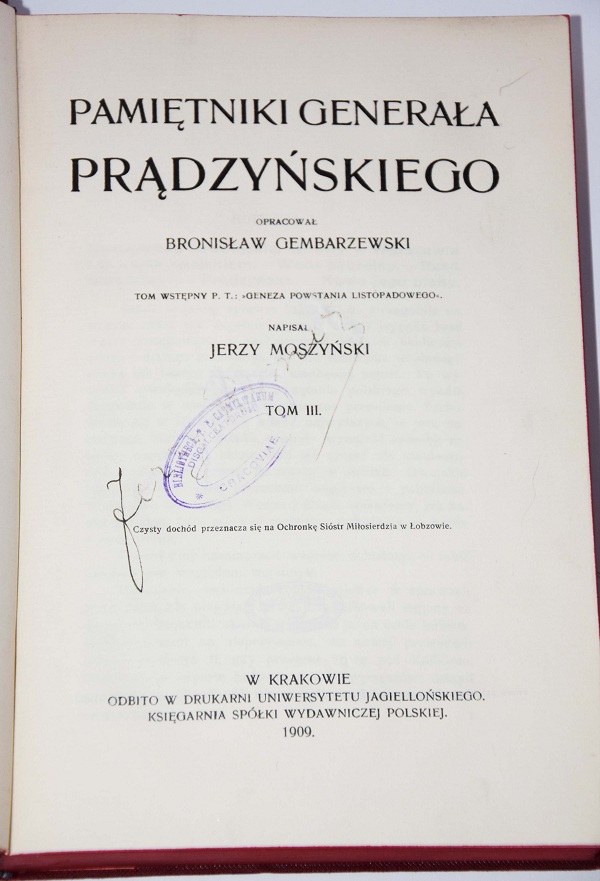 PAMIĘTNIKI GENERAŁA
PRĄDZYŃSKIEGO
OPRACOWAŁ
BRONISŁAW GEMBARZEWSKI
TOM WSTĘPNY P. T.: »GENEZA POWSTANIA LISTOPADOWEGO«.
NAPISAŁ
JERZY MOSZYŃSKI
TOM III.
CRACOVIAE
Czysty dochód przeznacza się na Ochronkę Sióstr Miłosierdzia w Łobzowie.
W KRAKOWIE
ODBITO W DRUKARNI UNIWERSYTETU JAGIELLOŃSKIEGO.
KSIĘGARNIA SPÓŁKI WYDAWNICZEJ POLSKIEJ.
1909.